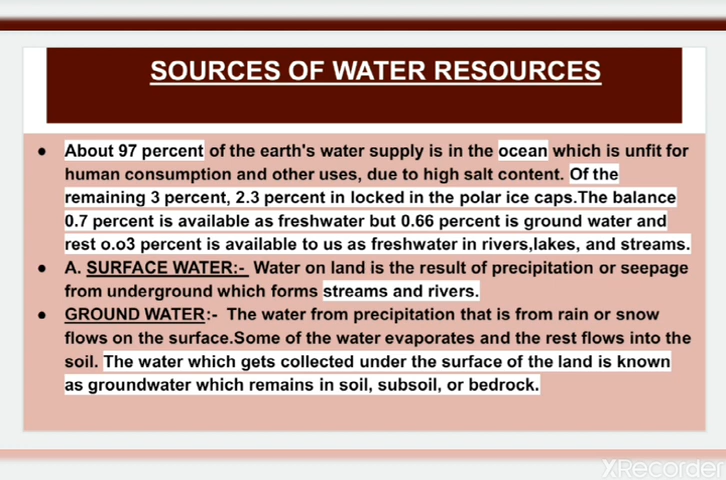 SOURCES OF WATER RESOURCES
● About 97 percent of the earth's water supply is in the ocean which is unfit for
human consumption and other uses, due to high salt content. Of the
remaining 3 percent, 2.3 percent in locked in the polar ice caps.The balance
0.7 percent is available as freshwater but 0.66 percent is ground water and
rest o.o3 percent is available to us as freshwater in rivers,lakes, and streams.
● A. SURFACE WATER:- Water on land is the result of precipitation or seepage
from underground which forms streams and rivers.
● GROUND WATER:- The water from precipitation that is from rain or snow
flows on the surface.Some of the water evaporates and the rest flows into the
soil. The water which gets collected under the surface of the land is known
as groundwater which remains in soil, subsoil, or bedrock.
XRecorder